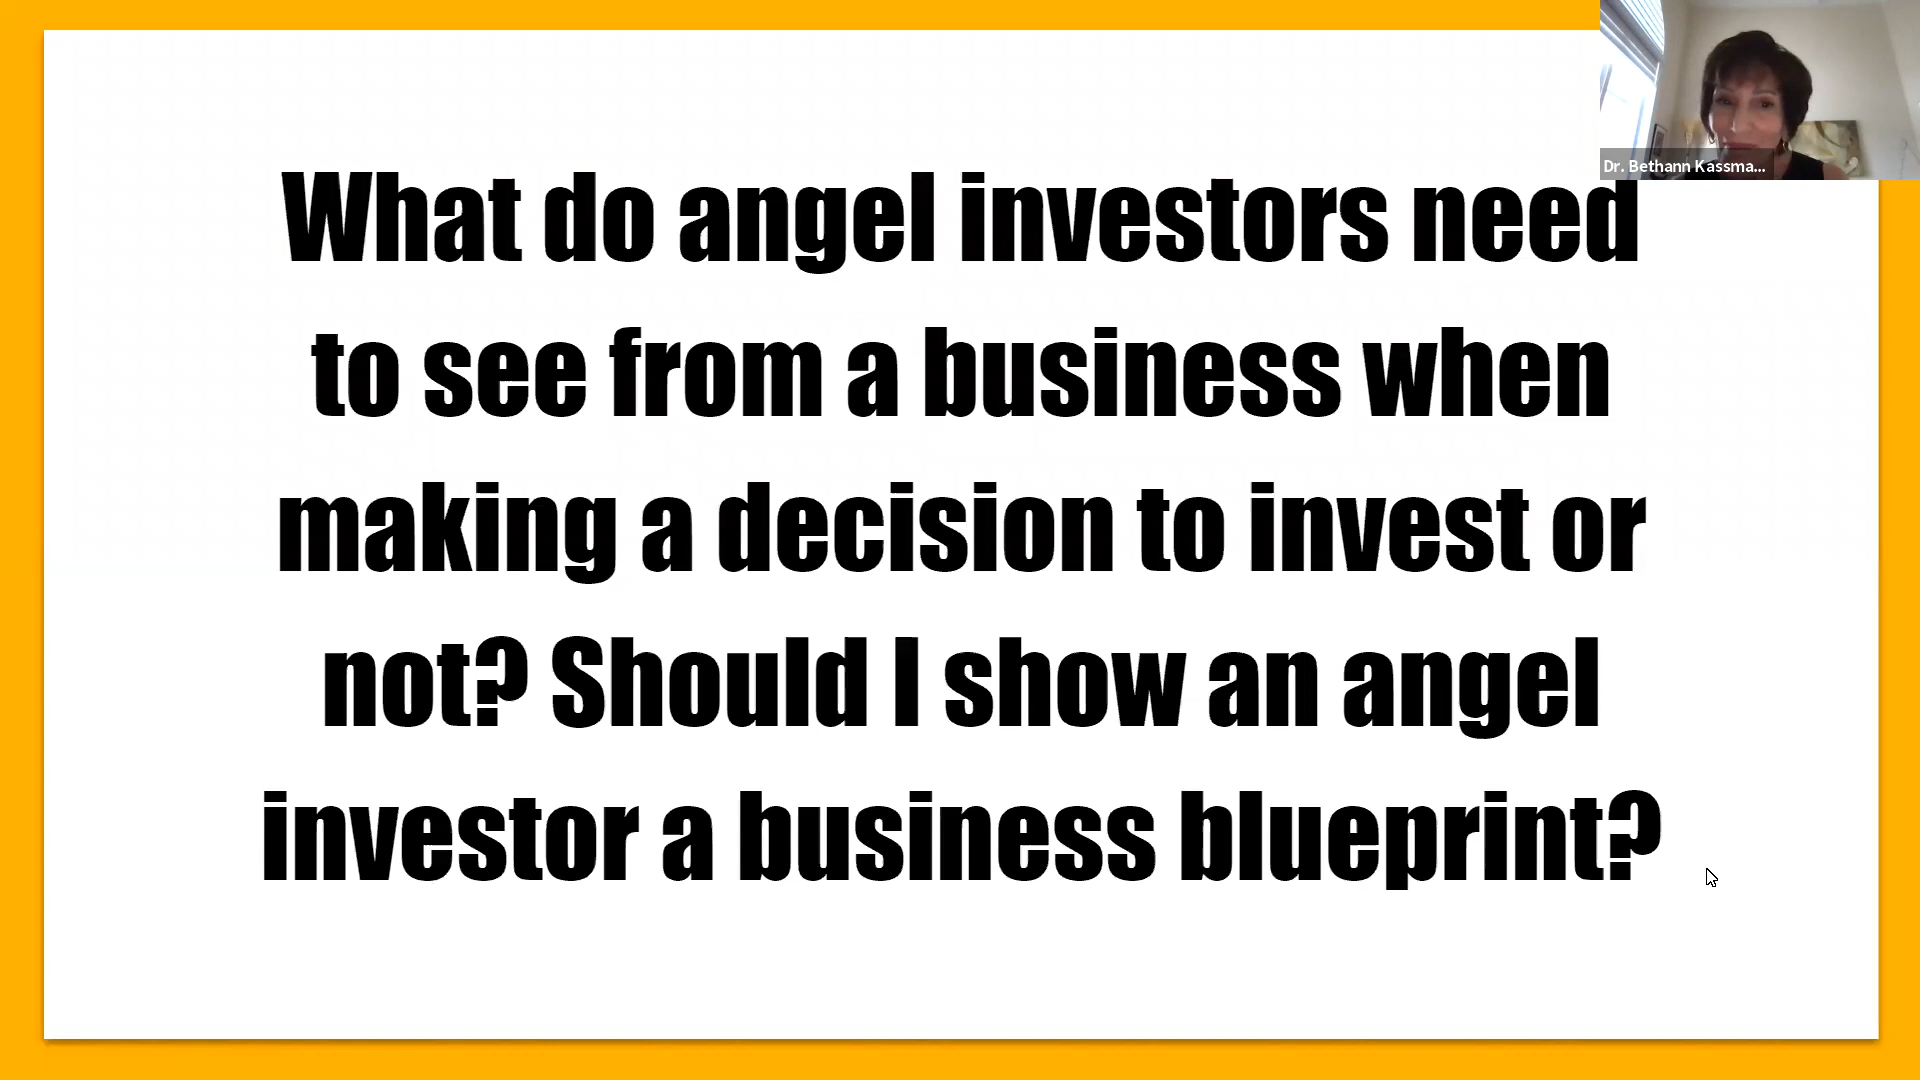 Dr. Bethann Kassma...
What do angel investors need
to see from a business when
making a decision to invest or
not? Should I show an angel
investor a business blueprint?